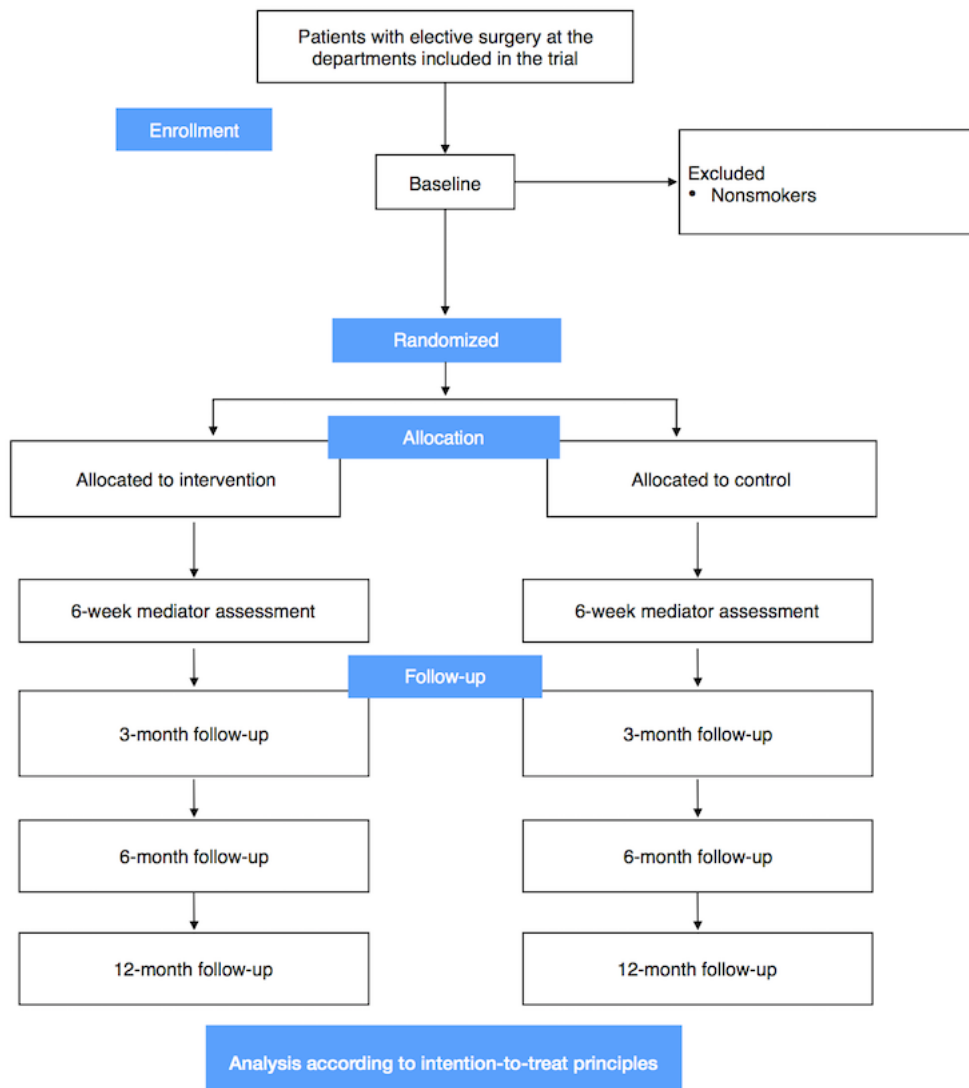 Patients with elective surgery at the
departments included in the trial
Enrollment
Baseline
Excluded
• Nonsmokers
Randomized
Allocation
Allocated to intervention
Allocated to control
6-week mediator assessment
6-week mediator assessment
Follow-up
3-month follow-up
3-month follow-up
6-month follow-up
6-month follow-up
12-month follow-up
12-month follow-up
Analysis according to intention-to-treat principles